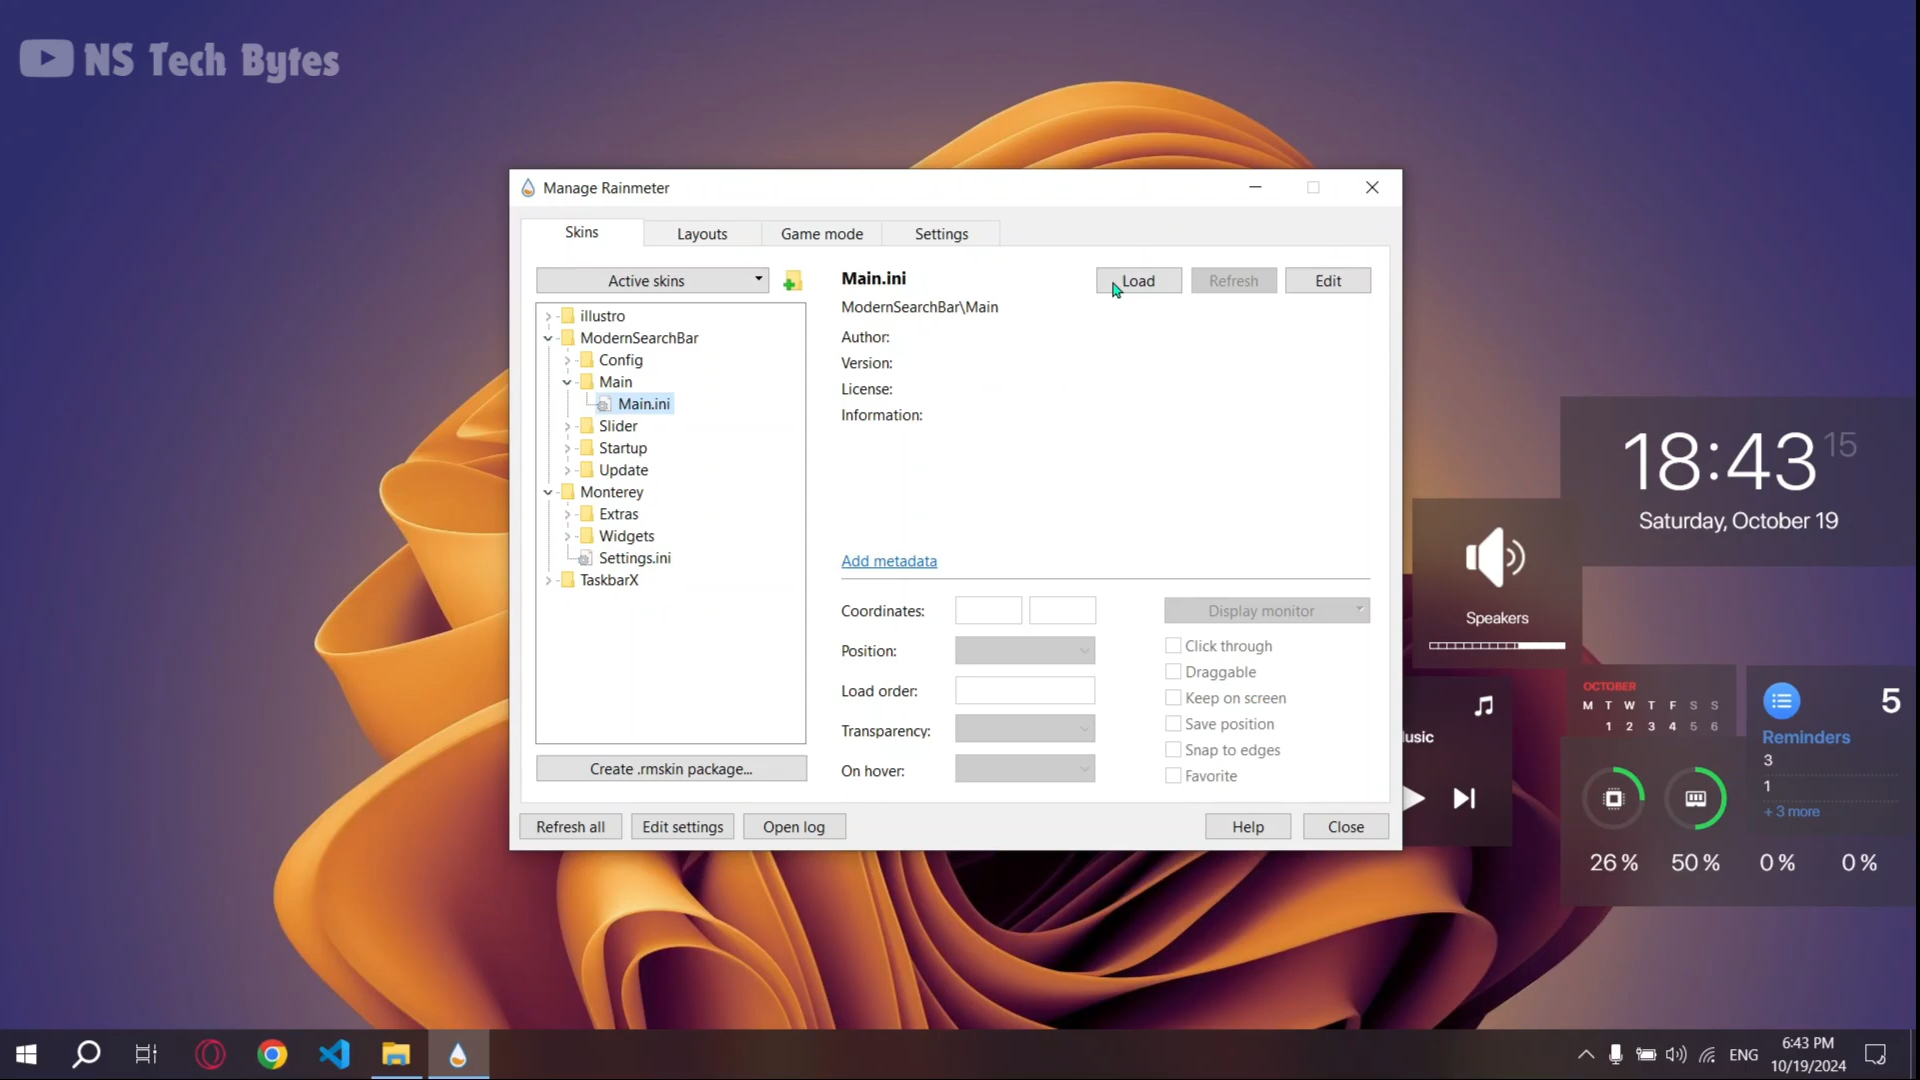 NS Tech Bytes
Manage Rainmeter
Skins
Layouts
Game mode
Settings
Active skins
illustro
ModernSearchBar
Config
Main
Main.ini
Slider
Startup
Update
Monterey
Extras
Widgets
Settings.ini
TaskbarX
Create .rmskin package...
Main.ini
Load
Refresh
Edit
ModernSearchBar\Main
Author:
Version:
License:
Information:
Add metadata
Coordinates:
Display monitor
Position:
Load order:
Transparency:
On hover:
Click through
Draggable
Keep on screen
Save position
Snap to edges
Favorite
Refresh all
Edit settings
Open log
Help
Close
18:43 15
Saturday, October 19
Speakers
OCTOBER
M T W T F S S
1 2 3 4 5 6
5
Reminders
3
1
+ 3 more
26% 50% 0% 0%
ENG
6:43 PM
10/19/2024